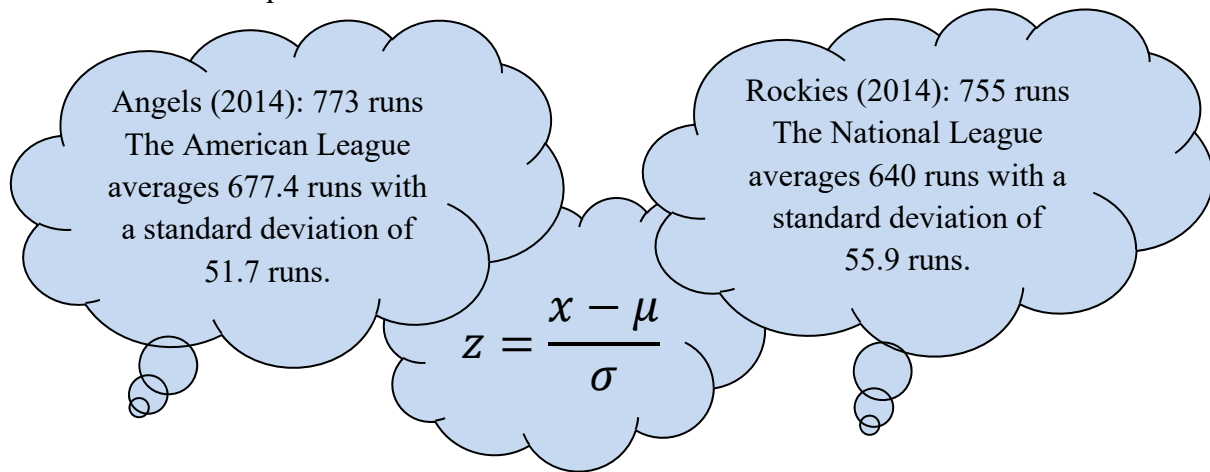 Angels (2014): 773 runs
The American League
averages 677.4 runs with
a standard deviation of
51.7 runs.
Rockies (2014): 755 runs
The National League
averages 640 runs with a
standard deviation of
55.9 runs.
z = (x − μ) / σ